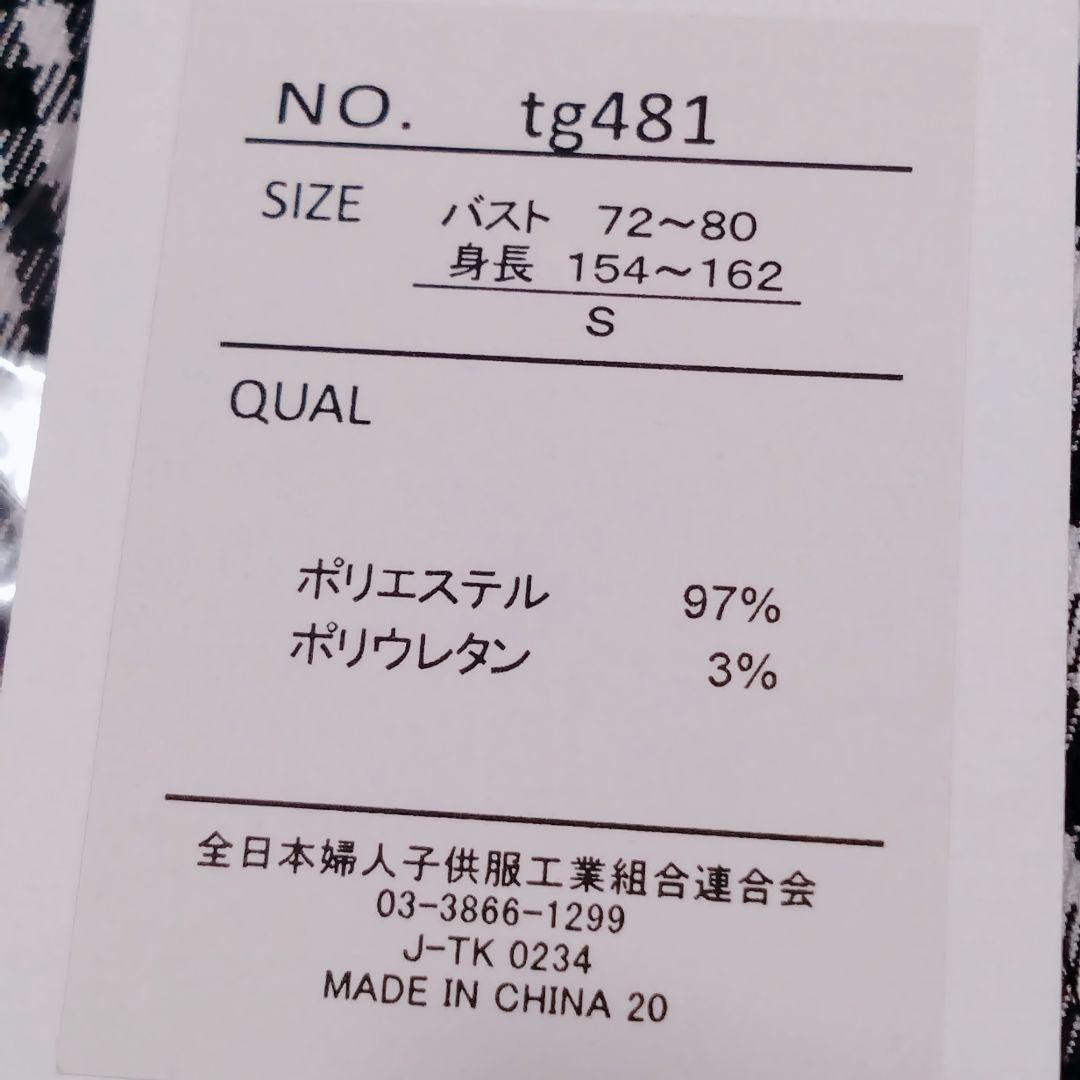 NO. tg481
SIZE バスト 72～80
身長 154～162
S
QUAL
ポリエステル 97%
ポリウレタン 3%
全日本婦人子供服工業組合連合会
03-3866-1299
J-TK 0234
MADE IN CHINA 20